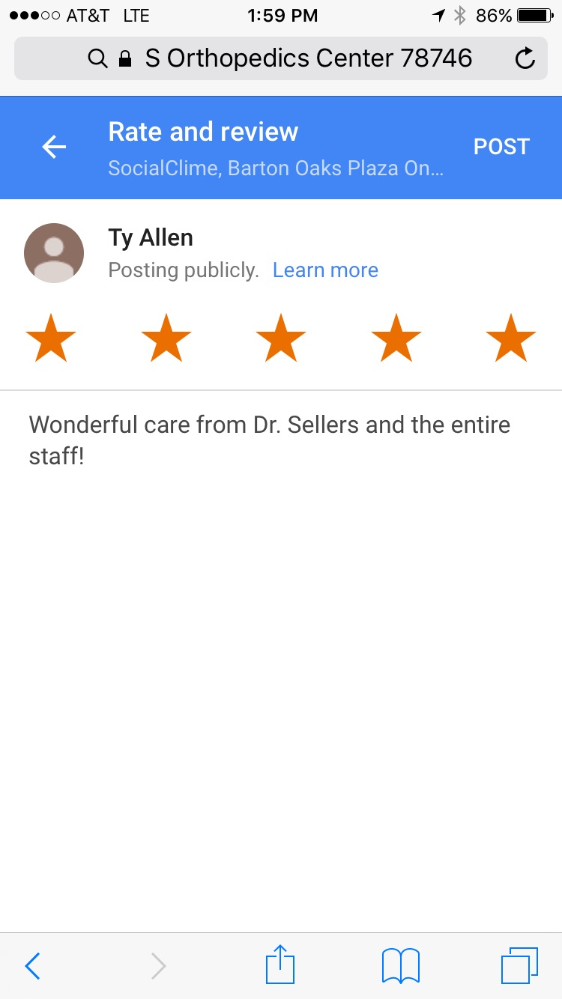 AT&T LTE 1:59 PM 86%
S Orthopedics Center 78746
Rate and review
POST
SocialClime, Barton Oaks Plaza On...
Ty Allen
Posting publicly. Learn more
Wonderful care from Dr. Sellers and the entire
staff!